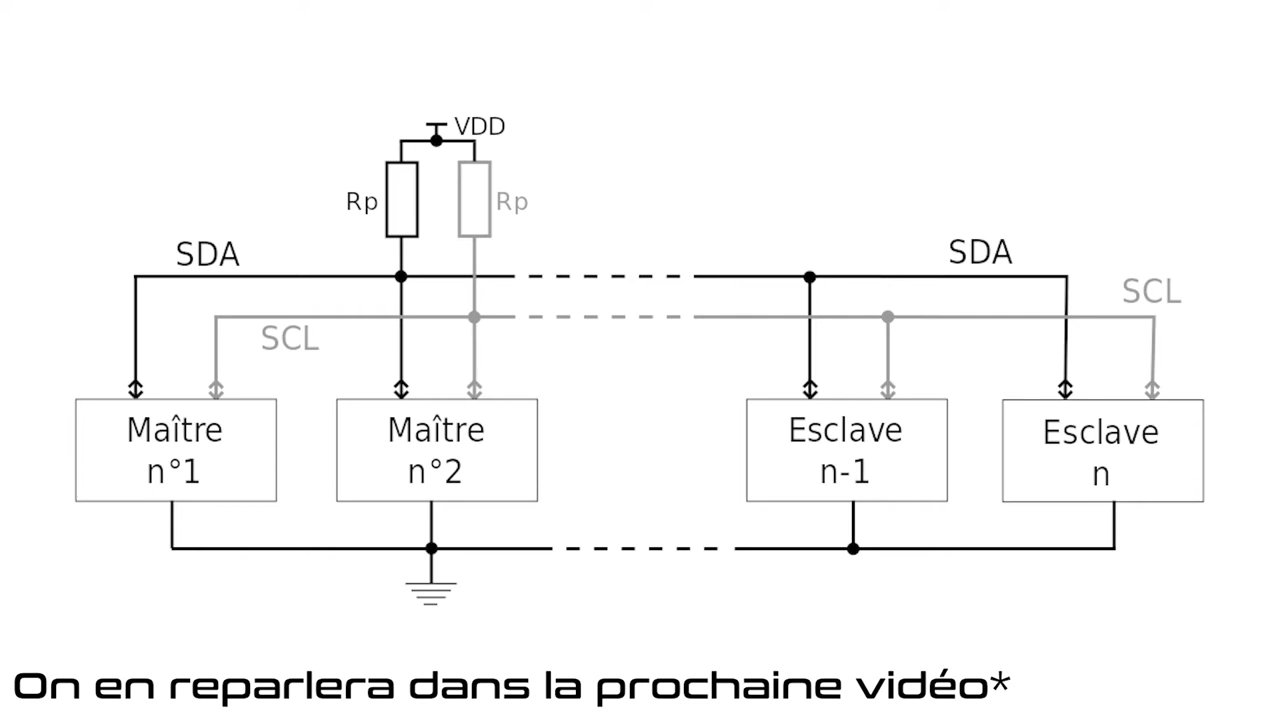 VDD
Rp
Rp
SDA
SDA
SCL
SCL
Maître
n°1
Maître
n°2
Esclave
n-1
Esclave
n
On en reparlera dans la prochaine vidéo*